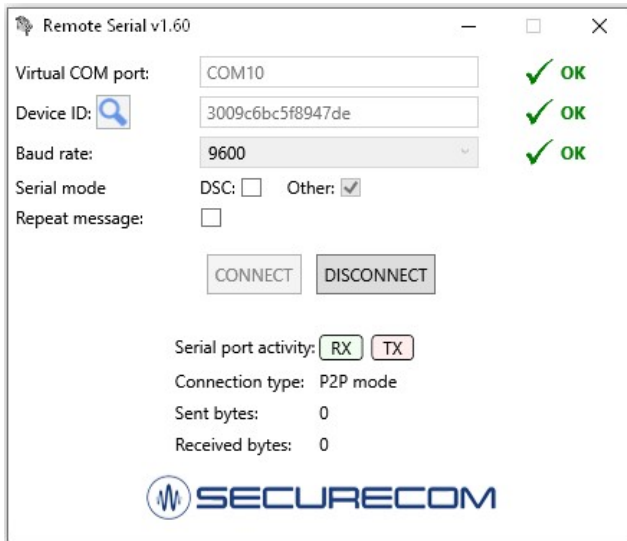 Remote Serial v1.60
Virtual COM port: COM10 OK
Device ID: 3009c6bc5f8947de OK
Baud rate: 9600 OK
Serial mode DSC: Other:
Repeat message:
CONNECT DISCONNECT
Serial port activity: RX TX
Connection type: P2P mode
Sent bytes: 0
Received bytes: 0
SECURECOM